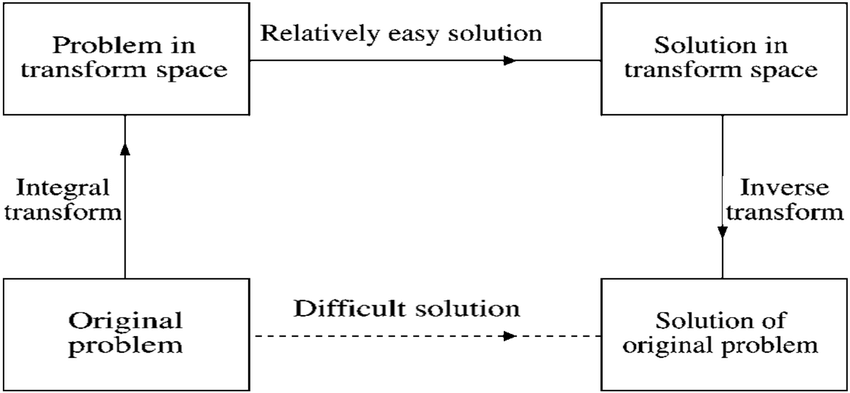 Problem in
transform space
Relatively easy solution
Solution in
transform space
Integral
transform
Inverse
transform
Original
problem
Difficult solution
Solution of
original problem